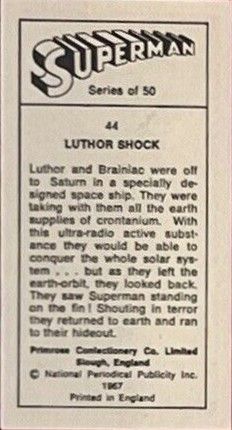 SUPERMAN
Series of 50
44
LUTHOR SHOCK
Luthor and Brainiac were off
to Saturn in a specially de-
signed space ship. They were
taking with them all the earth
supplies of crontanium. With
this ultra-radio active subst-
ance they would be able to
conquer the whole solar sys-
tem . . . but as they left the
earth-orbit, they looked back.
They saw Superman standing
on the fin ! Shouting in terror
they returned to earth and ran
to their hideout.
Primrose Confectionery Co. Limited
Slough, England
© National Periodical Publicity Inc.
1967
Printed in England